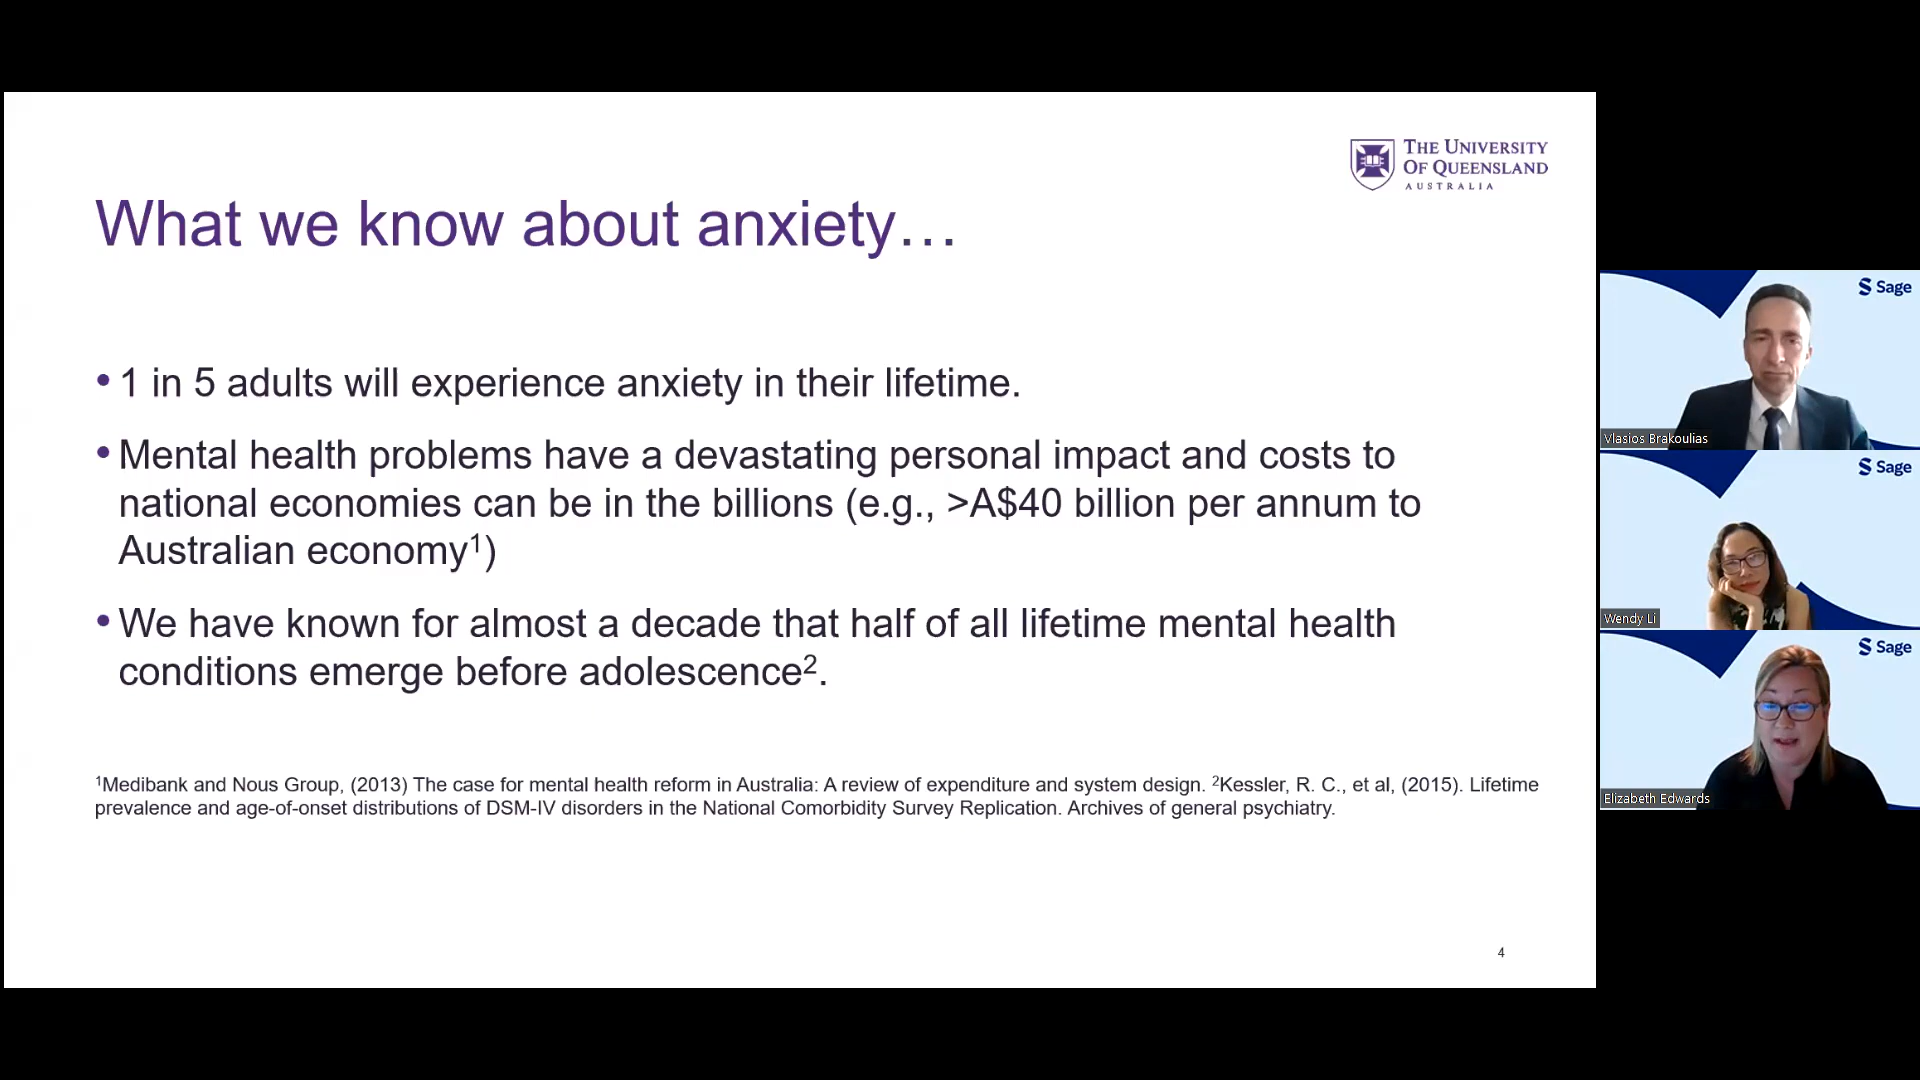 THE UNIVERSITY
OF QUEENSLAND
AUSTRALIA
What we know about anxiety…
• 1 in 5 adults will experience anxiety in their lifetime.
• Mental health problems have a devastating personal impact and costs to
national economies can be in the billions (e.g., >A$40 billion per annum to
Australian economy¹)
• We have known for almost a decade that half of all lifetime mental health
conditions emerge before adolescence².
¹Medibank and Nous Group, (2013) The case for mental health reform in Australia: A review of expenditure and system design. ²Kessler, R. C., et al, (2015). Lifetime
prevalence and age-of-onset distributions of DSM-IV disorders in the National Comorbidity Survey Replication. Archives of general psychiatry.
4
Sage
Vlasios Brakoulias
Sage
Wendy Li
Sage
Elizabeth Edwards